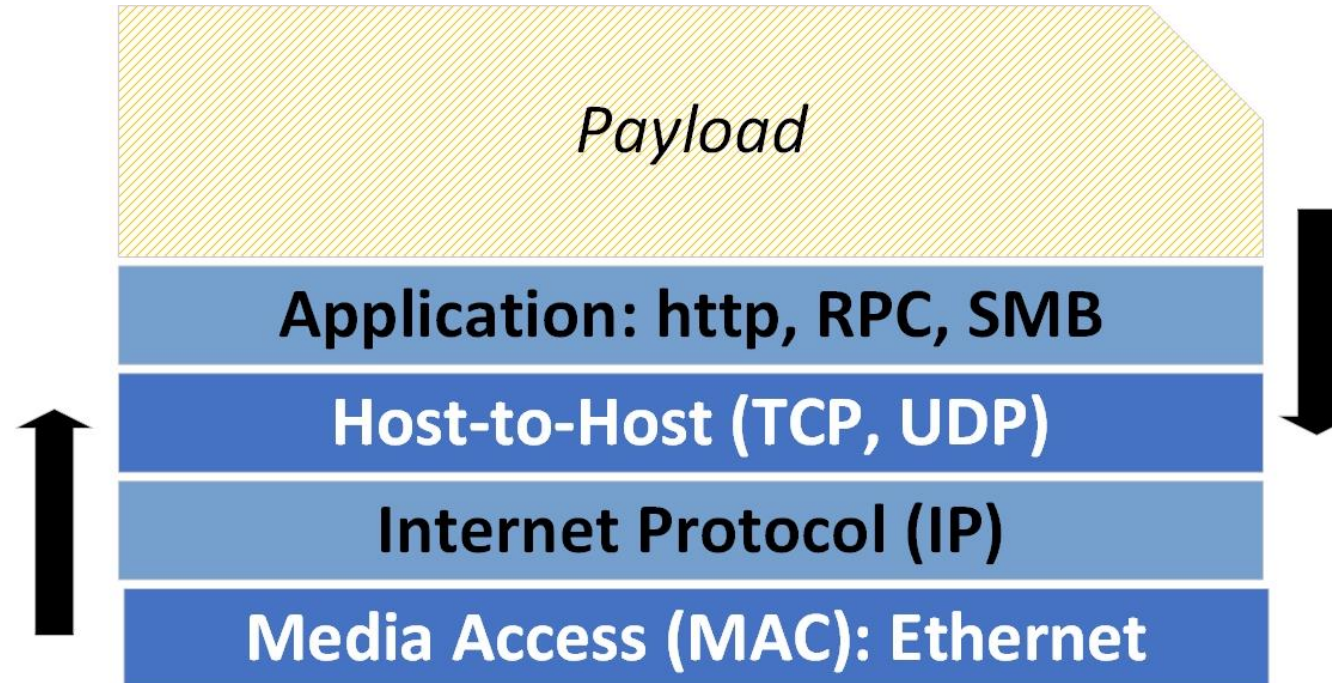 Payload
Application: http, RPC, SMB
Host-to-Host (TCP, UDP)
Internet Protocol (IP)
Media Access (MAC): Ethernet